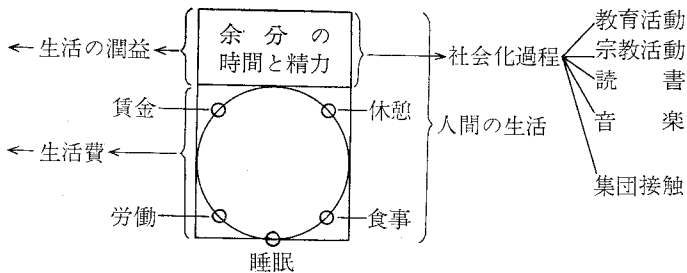 余分の
時間と精力
生活の潤益
社会化過程
教育活動
宗教活動
読書
音楽
集団接触
賃金
休憩
人間の生活
生活費
労働
食事
睡眠